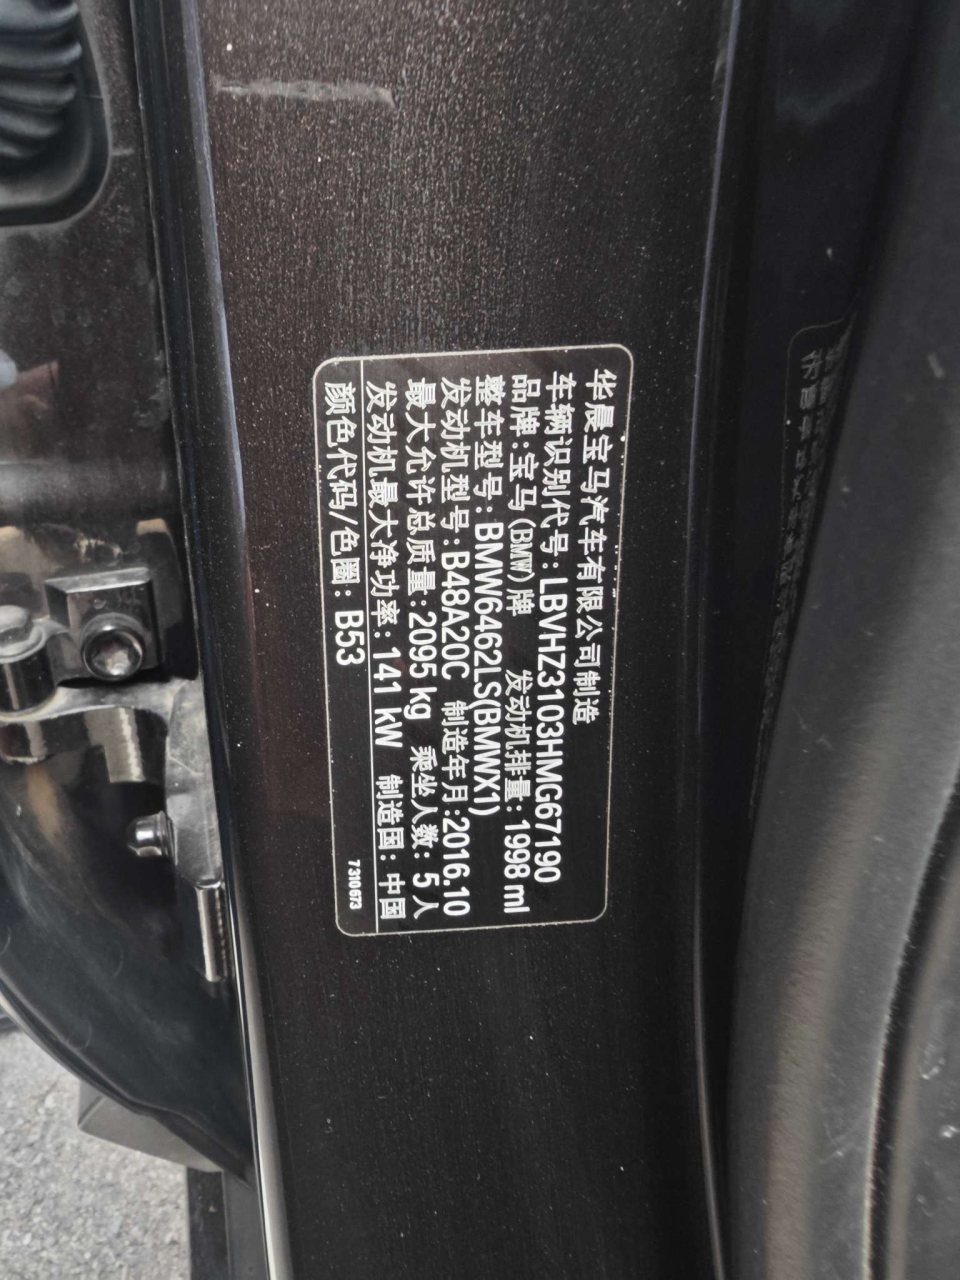 华晨宝马汽车有限公司制造
车辆识别代号:LBVHZ3103HMG67190
品牌:宝马(BMW)牌 发动机排量:1998 ml
整车型号:BMW6462LS(BMWX1)
发动机型号:B48A20C 制造年月:2016.10
最大允许总质量:2095 kg 乘坐人数:5人
发动机最大净功率:141 kW 制造国:中国
颜色代码/色圈:B53
7310673